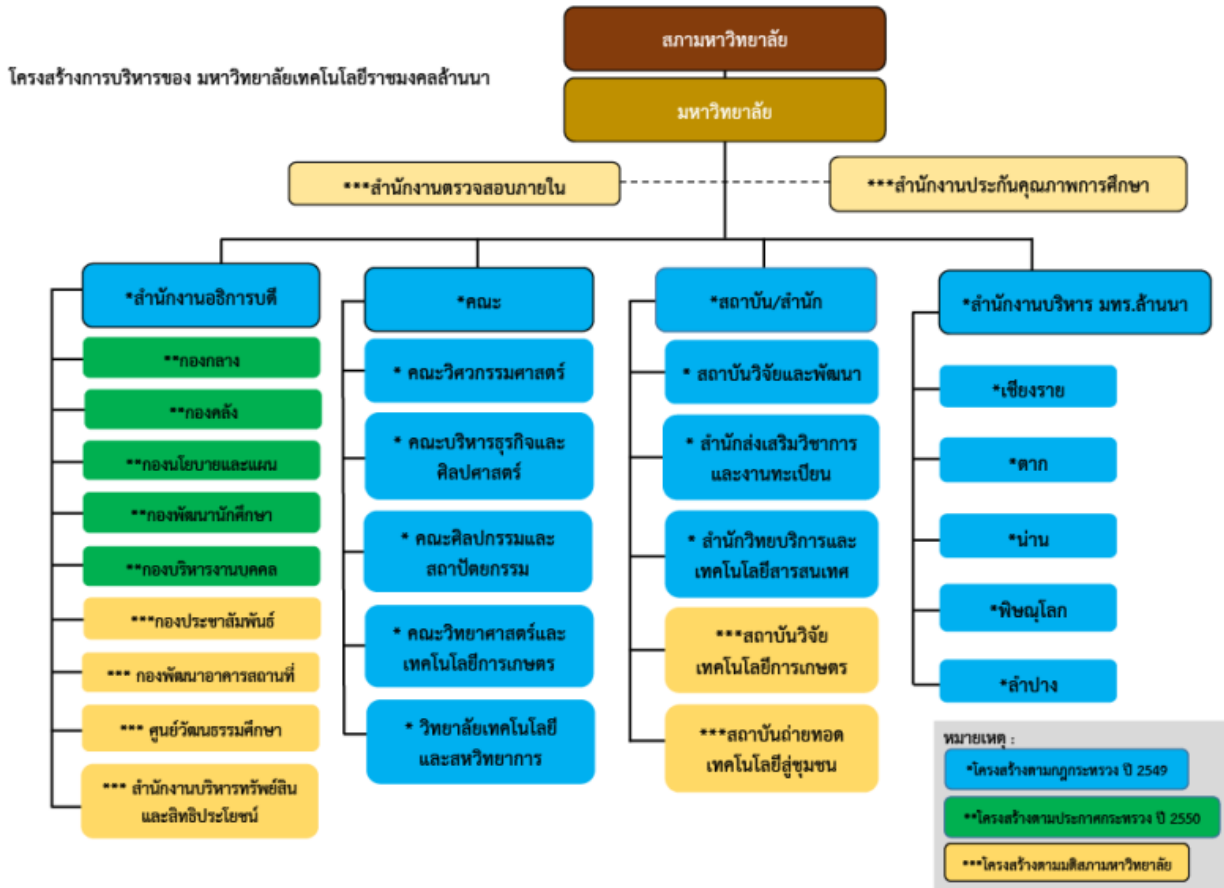 สภามหาวิทยาลัย
โครงสร้างการบริหารของ มหาวิทยาลัยเทคโนโลยีราชมงคลล้านนา
มหาวิทยาลัย
***สำนักงานตรวจสอบภายใน
***สำนักงานประกันคุณภาพการศึกษา
*สำนักงานอธิการบดี
**กองกลาง
**กองคลัง
**กองนโยบายและแผน
**กองพัฒนานักศึกษา
**กองบริหารงานบุคคล
***กองประชาสัมพันธ์
*** กองพัฒนาอาคารสถานที่
*** ศูนย์วัฒนธรรมศึกษา
*** สำนักงานบริหารทรัพย์สิน
และสิทธิประโยชน์
*คณะ
* คณะวิศวกรรมศาสตร์
* คณะบริหารธุรกิจและ
ศิลปศาสตร์
* คณะศิลปกรรมและ
สถาปัตยกรรม
* คณะวิทยาศาสตร์และ
เทคโนโลยีการเกษตร
* วิทยาลัยเทคโนโลยี
และสหวิทยาการ
*สถาบัน/สำนัก
* สถาบันวิจัยและพัฒนา
* สำนักส่งเสริมวิชาการ
และงานทะเบียน
* สำนักวิทยบริการและ
เทคโนโลยีสารสนเทศ
***สถาบันวิจัย
เทคโนโลยีการเกษตร
***สถาบันถ่ายทอด
เทคโนโลยีสู่ชุมชน
*สำนักงานบริหาร มทร.ล้านนา
*เชียงราย
*ตาก
*น่าน
*พิษณุโลก
*ลำปาง
หมายเหตุ :
*โครงสร้างตามกฎกระทรวง ปี 2549
**โครงสร้างตามประกาศกระทรวง ปี 2550
***โครงสร้างตามมติสภามหาวิทยาลัย